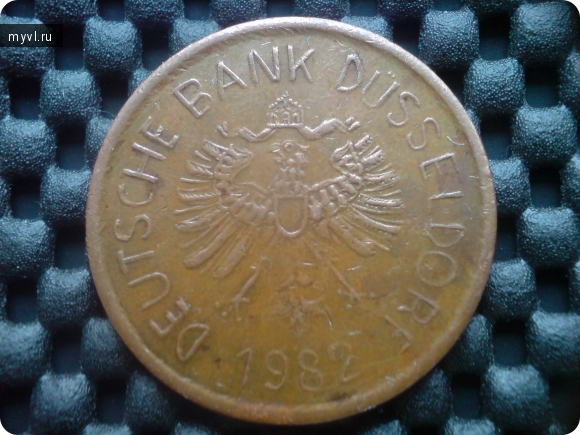 myvl.ru
DEUTSCHE BANK DÜSSELDORF
1982